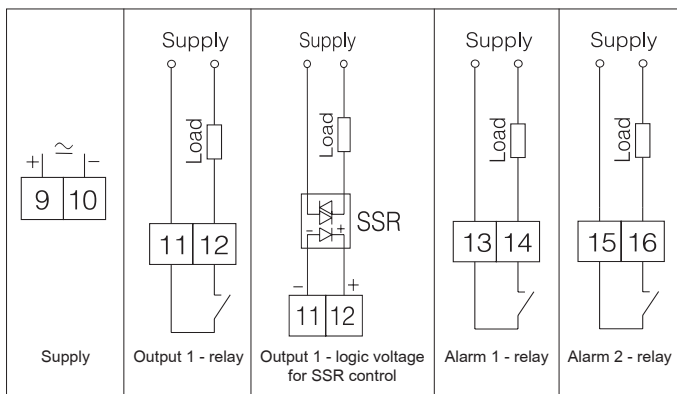 + ≂ −
9 10
Supply
Supply
Load
11 12
Output 1 - relay
Supply
Load
SSR
- +
− +
11 12
Output 1 - logic voltage
for SSR control
Supply
Load
13 14
Alarm 1 - relay
Supply
Load
15 16
Alarm 2 - relay